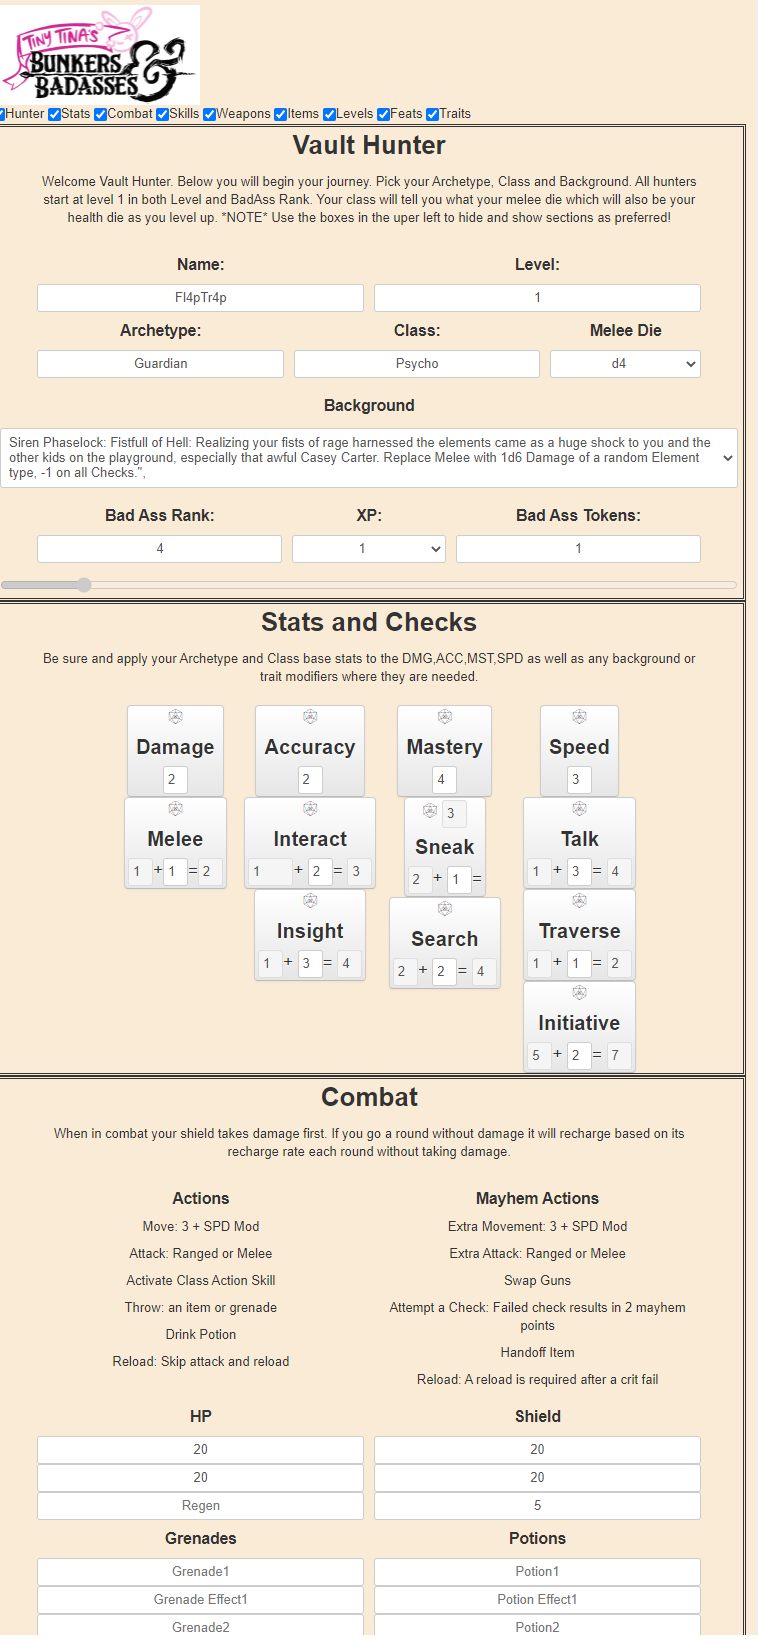 TINY TINA'S
BUNKERS
BADASSES &
Hunter Stats Combat Skills Weapons Items Levels Feats Traits
Vault Hunter
Welcome Vault Hunter. Below you will begin your journey. Pick your Archetype, Class and Background. All hunters
start at level 1 in both Level and BadAss Rank. Your class will tell you what your melee die which will also be your
health die as you level up. *NOTE* Use the boxes in the uper left to hide and show sections as preferred!
Name: Level:
Fl4pTr4p 1
Archetype: Class: Melee Die
Guardian Psycho d4
Background
Siren Phaselock: Fistfull of Hell: Realizing your fists of rage harnessed the elements came as a huge shock to you and the
other kids on the playground, especially that awful Casey Carter. Replace Melee with 1d6 Damage of a random Element
type, -1 on all Checks.",
Bad Ass Rank: XP: Bad Ass Tokens:
4 1 1
Stats and Checks
Be sure and apply your Archetype and Class base stats to the DMG,ACC,MST,SPD as well as any background or
trait modifiers where they are needed.
Damage Accuracy Mastery Speed
2 2 4 3
3
Melee Interact Sneak Talk
1 + 1 = 2 1 + 2 = 3 2 + 1 = 1 + 3 = 4
Insight Search Traverse
1 + 3 = 4 2 + 2 = 4 1 + 1 = 2
Initiative
5 + 2 = 7
Combat
When in combat your shield takes damage first. If you go a round without damage it will recharge based on its
recharge rate each round without taking damage.
Actions Mayhem Actions
Move: 3 + SPD Mod Extra Movement: 3 + SPD Mod
Attack: Ranged or Melee Extra Attack: Ranged or Melee
Activate Class Action Skill Swap Guns
Throw: an item or grenade Attempt a Check: Failed check results in 2 mayhem
points
Drink Potion
Handoff Item
Reload: Skip attack and reload
Reload: A reload is required after a crit fail
HP Shield
20 20
20 20
Regen 5
Grenades Potions
Grenade1 Potion1
Grenade Effect1 Potion Effect1
Grenade2 Potion2